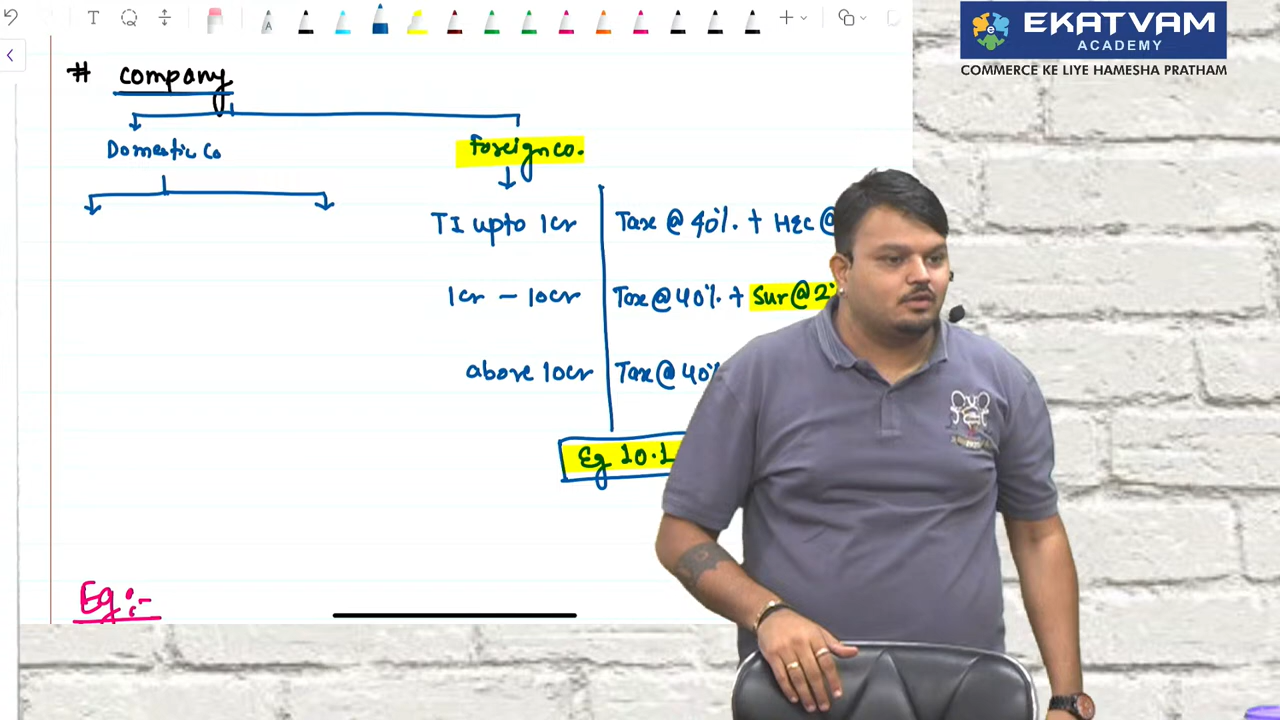 EKATVAM
ACADEMY
COMMERCE KE LIYE HAMESHA PRATHAM
# Company
Domestic Co
Foreign co.
TI upto 1cr Tax @ 40%. + H&C @
1cr - 10cr Tax @ 40%. + Sur @ 2%
above 10cr Tax @ 40%
Eg 10.1
Eg :-